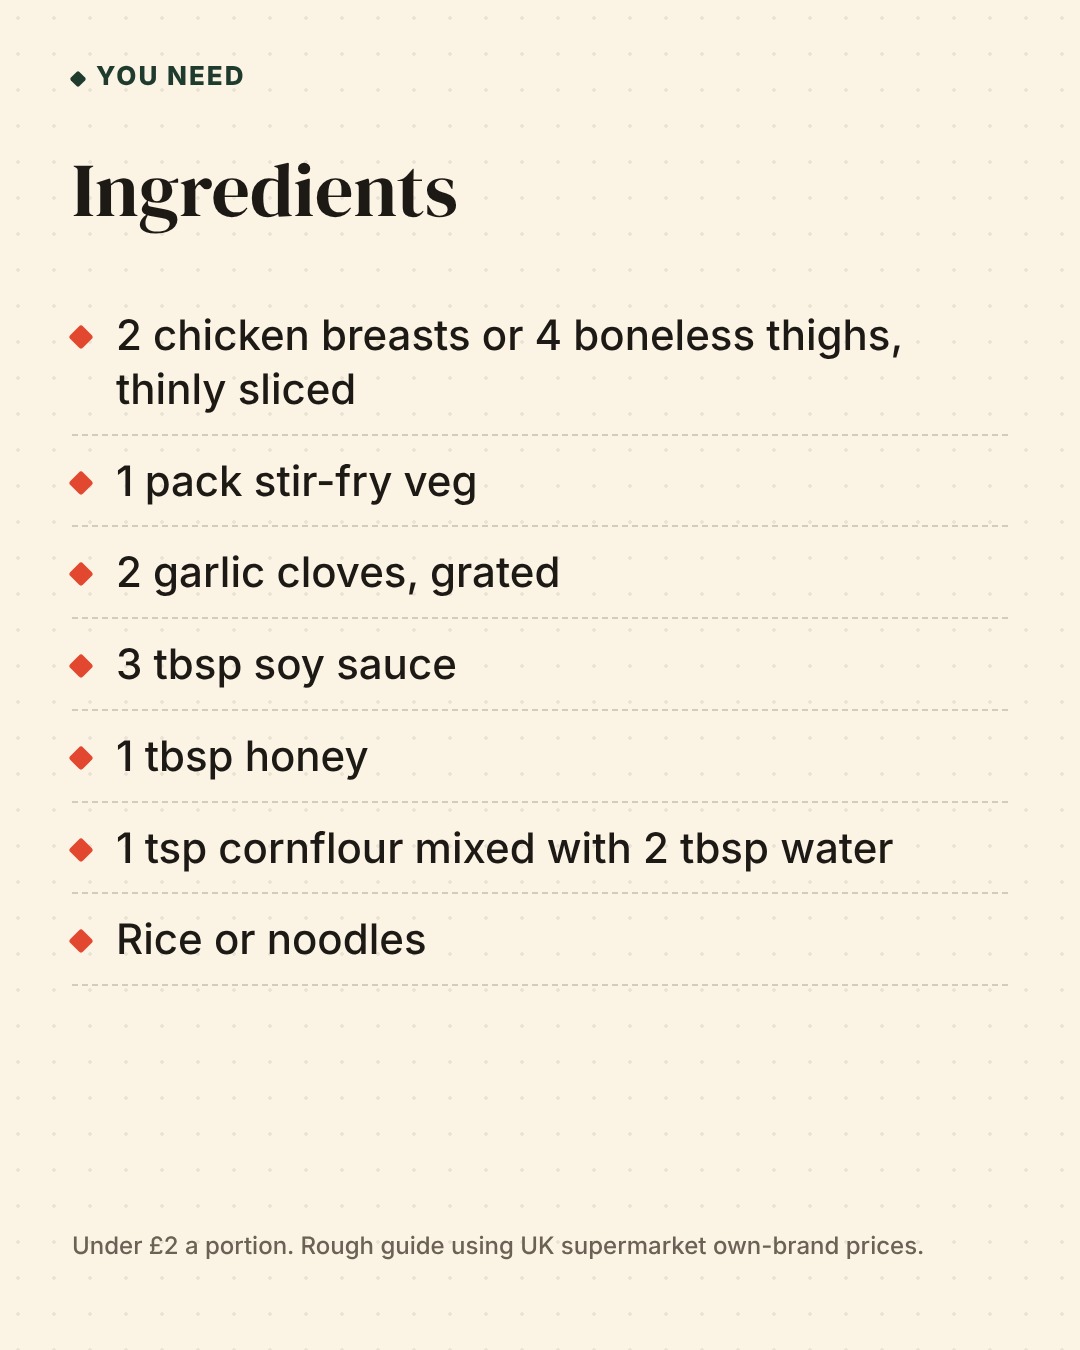 YOU NEED
Ingredients
2 chicken breasts or 4 boneless thighs,
thinly sliced
1 pack stir-fry veg
2 garlic cloves, grated
3 tbsp soy sauce
1 tbsp honey
1 tsp cornflour mixed with 2 tbsp water
Rice or noodles
Under £2 a portion. Rough guide using UK supermarket own-brand prices.